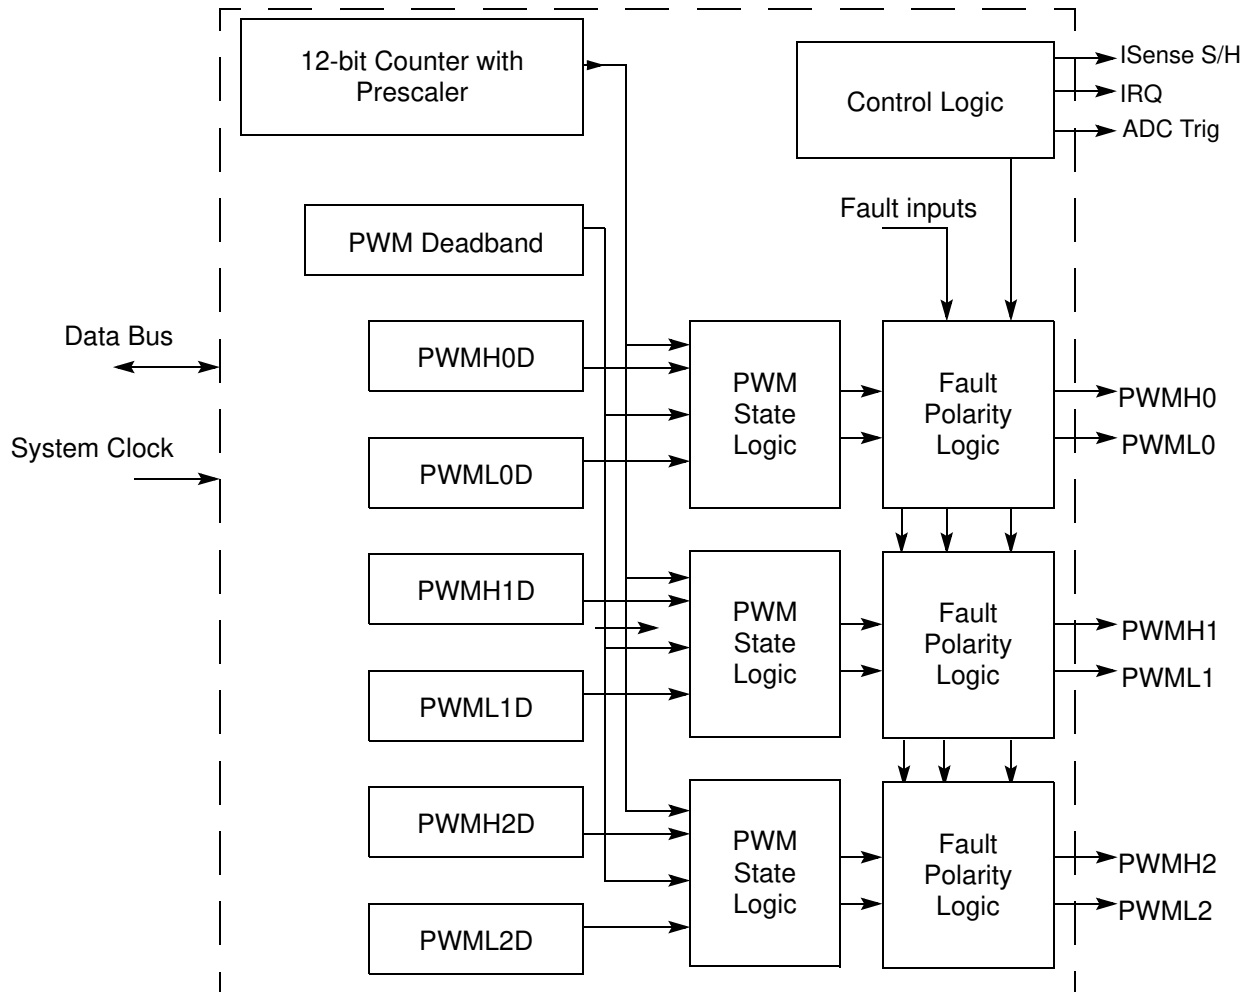 12-bit Counter with
Prescaler
Control Logic
ISense S/H
IRQ
ADC Trig
Fault inputs
PWM Deadband
Data Bus
System Clock
PWMH0D
PWML0D
PWM
State
Logic
Fault
Polarity
Logic
PWMH0
PWML0
PWMH1D
PWML1D
PWM
State
Logic
Fault
Polarity
Logic
PWMH1
PWML1
PWMH2D
PWML2D
PWM
State
Logic
Fault
Polarity
Logic
PWMH2
PWML2